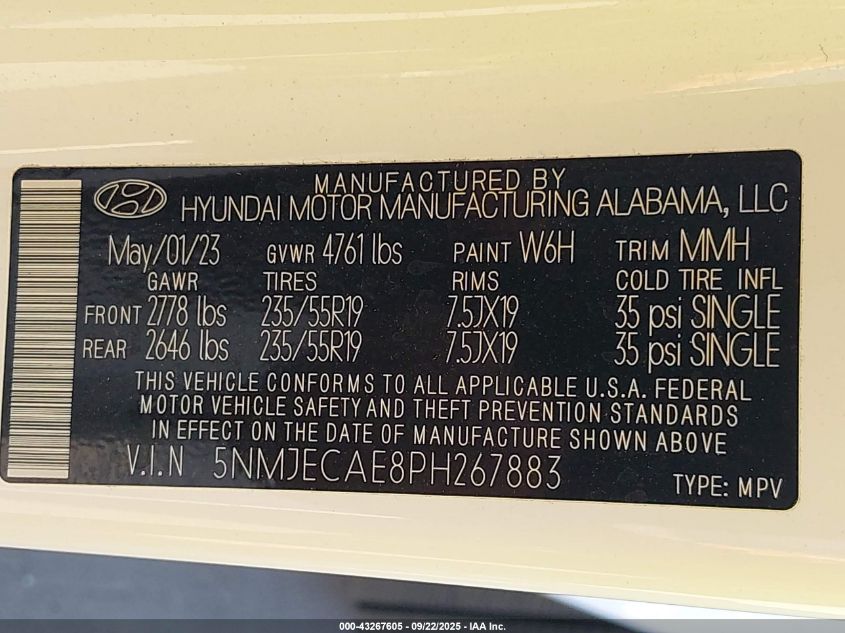 MANUFACTURED BY
HYUNDAI MOTOR MANUFACTURING ALABAMA, LLC
May/01/23 GVWR 4761 lbs PAINT W6H TRIM MMH
GAWR TIRES RIMS COLD TIRE INFL
FRONT 2778 lbs 235/55R19 7.5JX19 35 psi SINGLE
REAR 2646 lbs 235/55R19 7.5JX19 35 psi SINGLE
THIS VEHICLE CONFORMS TO ALL APPLICABLE U.S.A. FEDERAL
MOTOR VEHICLE SAFETY AND THEFT PREVENTION STANDARDS
IN EFFECT ON THE DATE OF MANUFACTURE SHOWN ABOVE
V.I.N 5NMJECAE8PH267883
TYPE: MPV
000-43267605 - 09/22/2025 - IAA Inc.